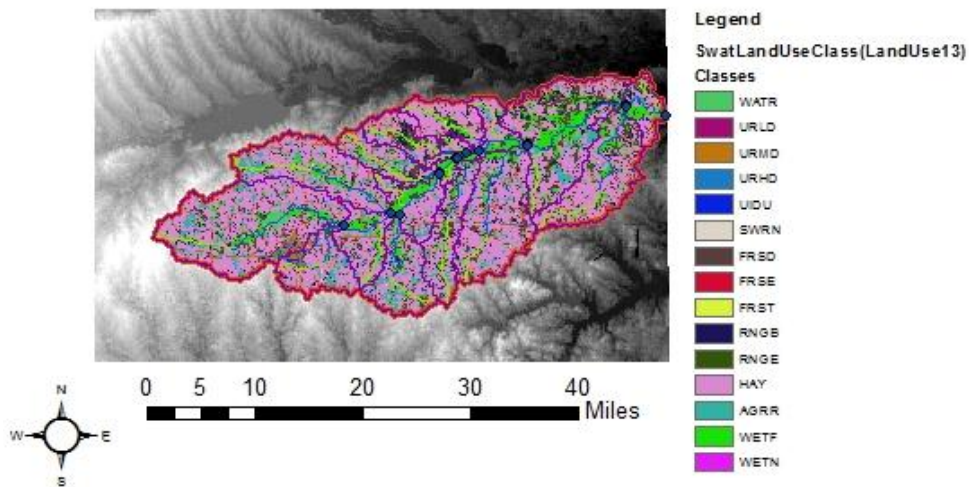 Legend
SwatLandUseClass(LandUse13)
Classes
WATR
URLD
URMD
URHD
UIDU
SWRN
FRSD
FRSE
FRST
RNGB
RNGE
HAY
AGRR
WETF
WETN
0 5 10 20 30 40
Miles
N
W E
S